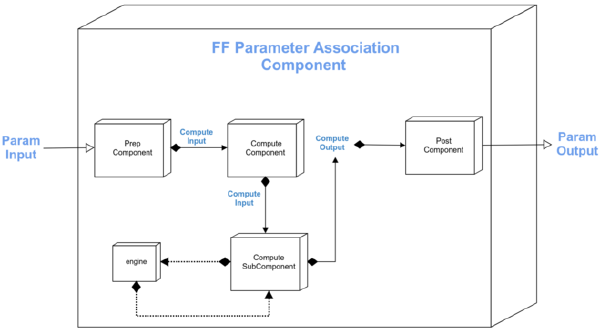 FF Parameter Association
Component
Param
Input
Prep
Component
Compute
Input
Compute
Component
Compute
Output
Post
Component
Param
Output
Compute
Input
engine
Compute
SubComponent